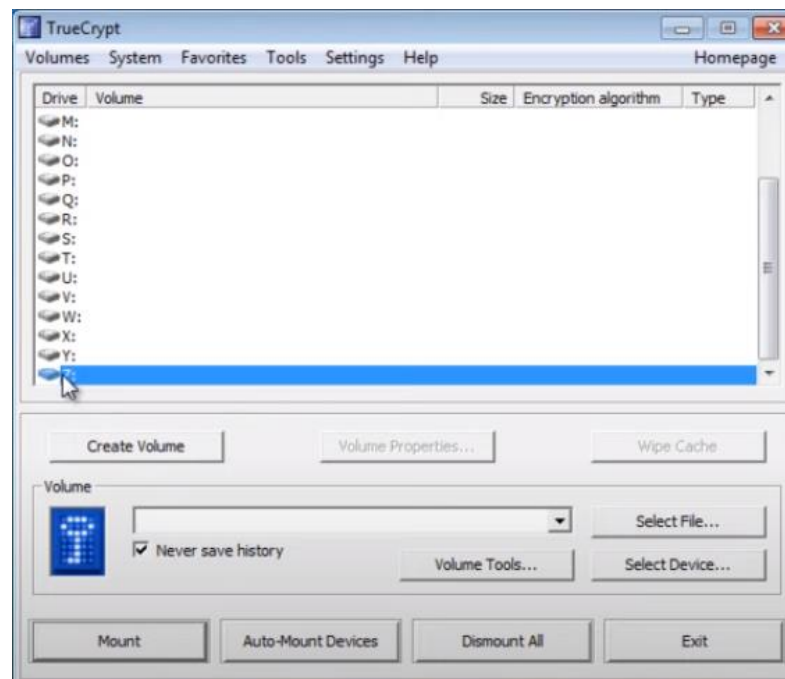 TrueCrypt
Volumes System Favorites Tools Settings Help Homepage
Drive Volume Size Encryption algorithm Type
M:
N:
O:
P:
Q:
R:
S:
T:
U:
V:
W:
X:
Y:
Z:
Create Volume Volume Properties... Wipe Cache
Volume
Select File...
Never save history
Volume Tools... Select Device...
Mount Auto-Mount Devices Dismount All Exit